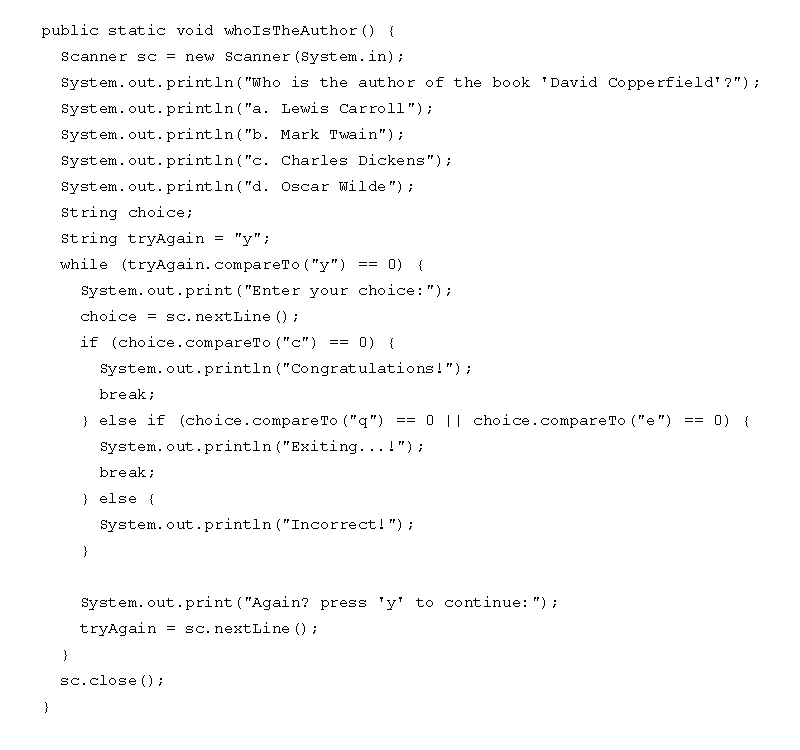 public static void whoIsTheAuthor() {
  Scanner sc = new Scanner(System.in);
  System.out.println("Who is the author of the book 'David Copperfield'?");
  System.out.println("a. Lewis Carroll");
  System.out.println("b. Mark Twain");
  System.out.println("c. Charles Dickens");
  System.out.println("d. Oscar Wilde");
  String choice;
  String tryAgain = "y";
  while (tryAgain.compareTo("y") == 0) {
    System.out.print("Enter your choice:");
    choice = sc.nextLine();
    if (choice.compareTo("c") == 0) {
      System.out.println("Congratulations!");
      break;
    } else if (choice.compareTo("q") == 0 || choice.compareTo("e") == 0) {
      System.out.println("Exiting...!");
      break;
    } else {
      System.out.println("Incorrect!");
    }

    System.out.print("Again? press 'y' to continue:");
    tryAgain = sc.nextLine();
  }
  sc.close();
}